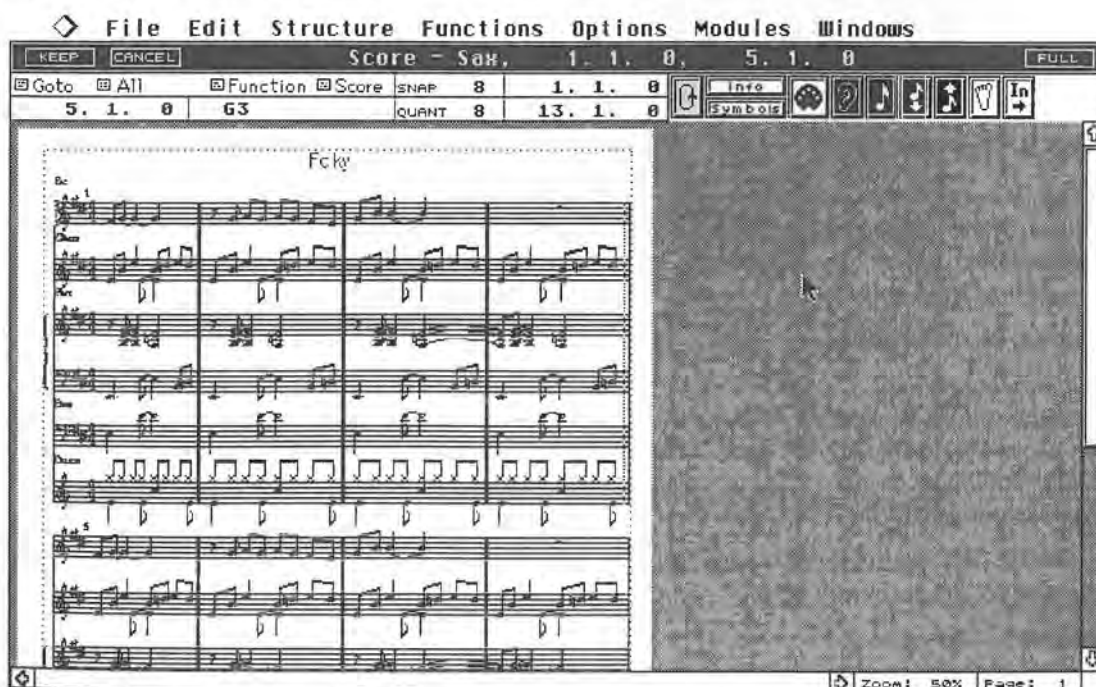 File Edit Structure Functions Options Modules Windows
KEEP CANCEL Score - Sax, 1. 1. 0, 5. 1. 0 FULL
Goto All Function Score SNAP 8 1. 1. 0 Info In
5. 1. 0 G3 QUANT 8 13. 1. 0 Symbols
Fcky
1
5
Zoom: 50% Page: 1